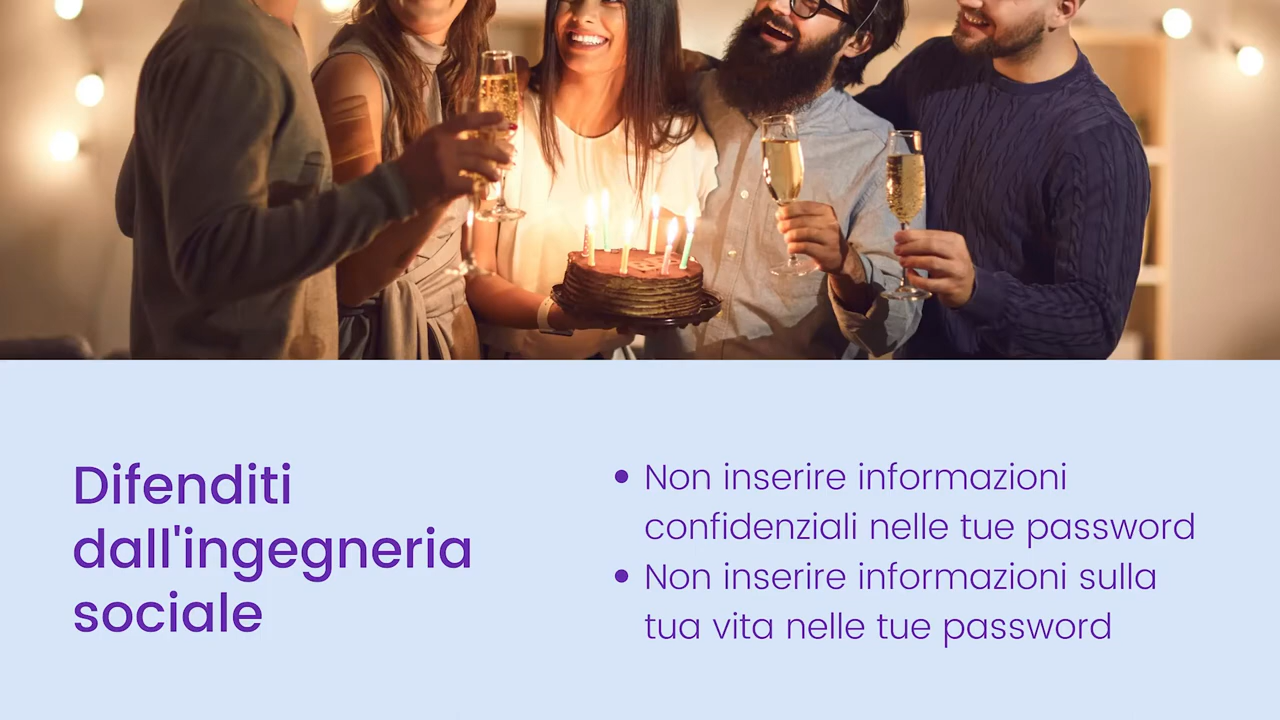 Difenditi
dall'ingegneria
sociale
• Non inserire informazioni
confidenziali nelle tue password
• Non inserire informazioni sulla
tua vita nelle tue password